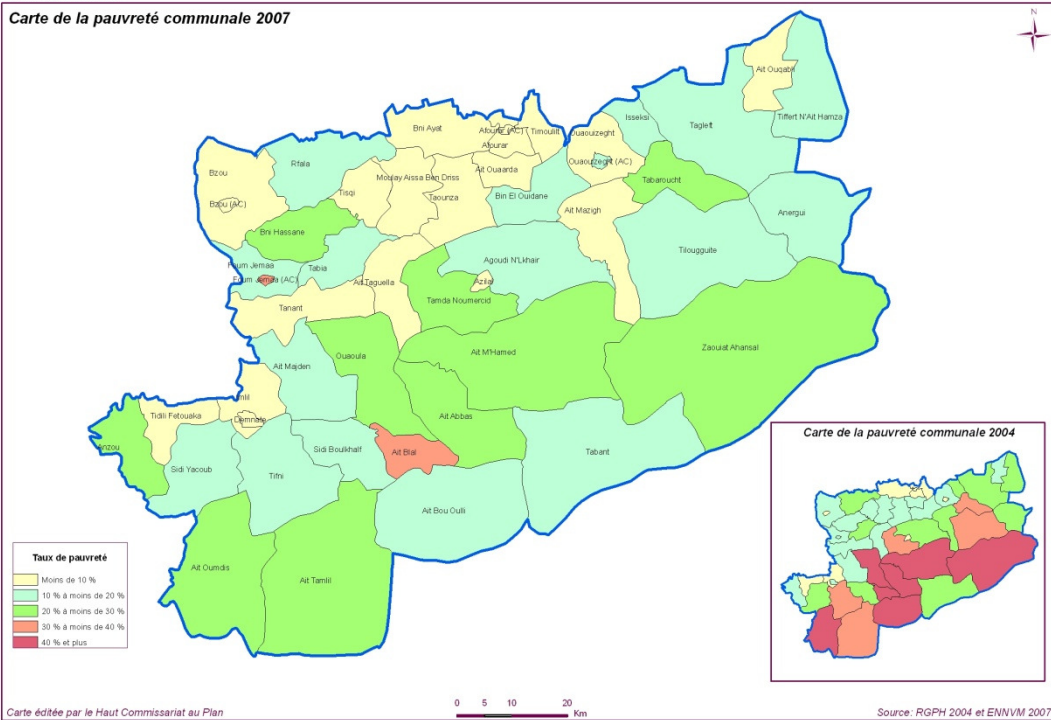 Carte de la pauvreté communale 2007
N
Ait Ouqabli
Tiffert N'Ait Hamza
Isseksi
Tagleft
Bni Ayat
Afourar (AC)
Timoulilt
Afourar
Ouaouizeght
Ouaouizeght (AC)
Rfala
Bzou
Moulay Aissa Ben Driss
Ait Ouaarda
Tisqi
Taounza
Bin El Ouidane
Tabaroucht
Bzou (AC)
Ait Mazigh
Anergui
Bni Hassane
Tilougguite
Foum Jemaa
Tabia
Agoudi N'Lkhair
Foum Jemaa (AC)
Ait Taguella
Azilal
Tanant
Tamda Noumercid
Zaouiat Ahansal
Ouaoula
Ait M'Hamed
Ait Majden
Tidili Fetouaka
Demnate
Ait Abbas
Anzou
Sidi Boulkhalf
Ait Blal
Tabant
Sidi Yacoub
Tifni
Ait Bou Oulli
Ait Oumdis
Ait Tamlil
Carte de la pauvreté communale 2004
Taux de pauvreté
Moins de 10 %
10 % à moins de 20 %
20 % à moins de 30 %
30 % à moins de 40 %
40 % et plus
0 5 10 20
Km
Carte éditée par le Haut Commissariat au Plan
Source: RGPH 2004 et ENNVM 2007